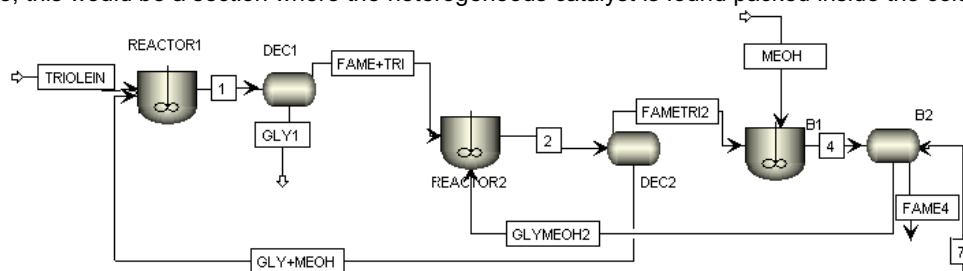 s, this would be a section where the heterogeneous catalyst is found packed inside the
REACTOR1
DEC1
FAME+TRI
MEOH
TRIOLEIN
1
GLY1
FAMETRI2
B1
B2
2
4
REACTOR2
DEC2
FAME4
GLYMEOH2
GLY+MEOH
7